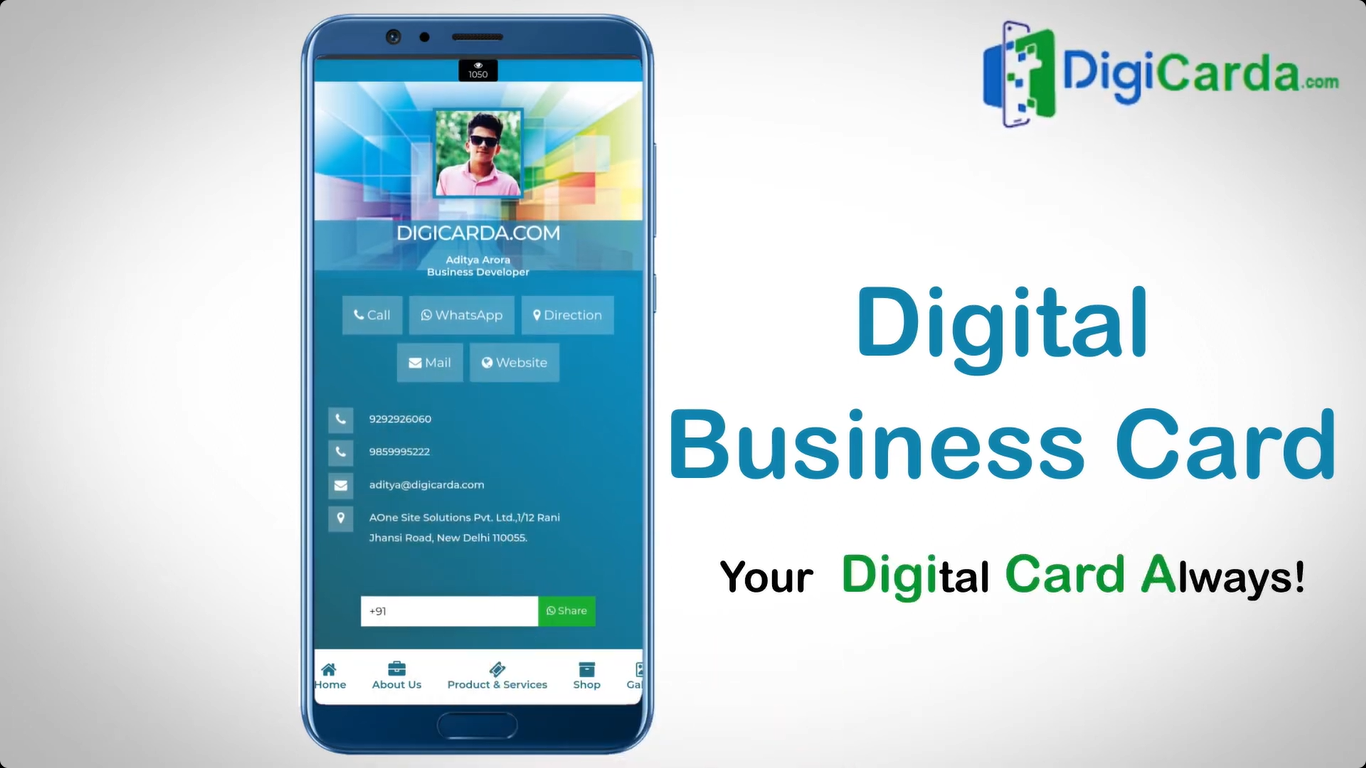 1050
DigiCarda.com
DIGICARDA.COM
Aditya Arora
Business Developer
Call
WhatsApp
Direction
Mail
Website
9292926060
9859995222
aditya@digicarda.com
AOne Site Solutions Pvt. Ltd.,1/12 Rani
Jhansi Road, New Delhi 110055.
+91
Share
Home
About Us
Product & Services
Shop
Gal
Digital
Business Card
Your Digital Card Always!